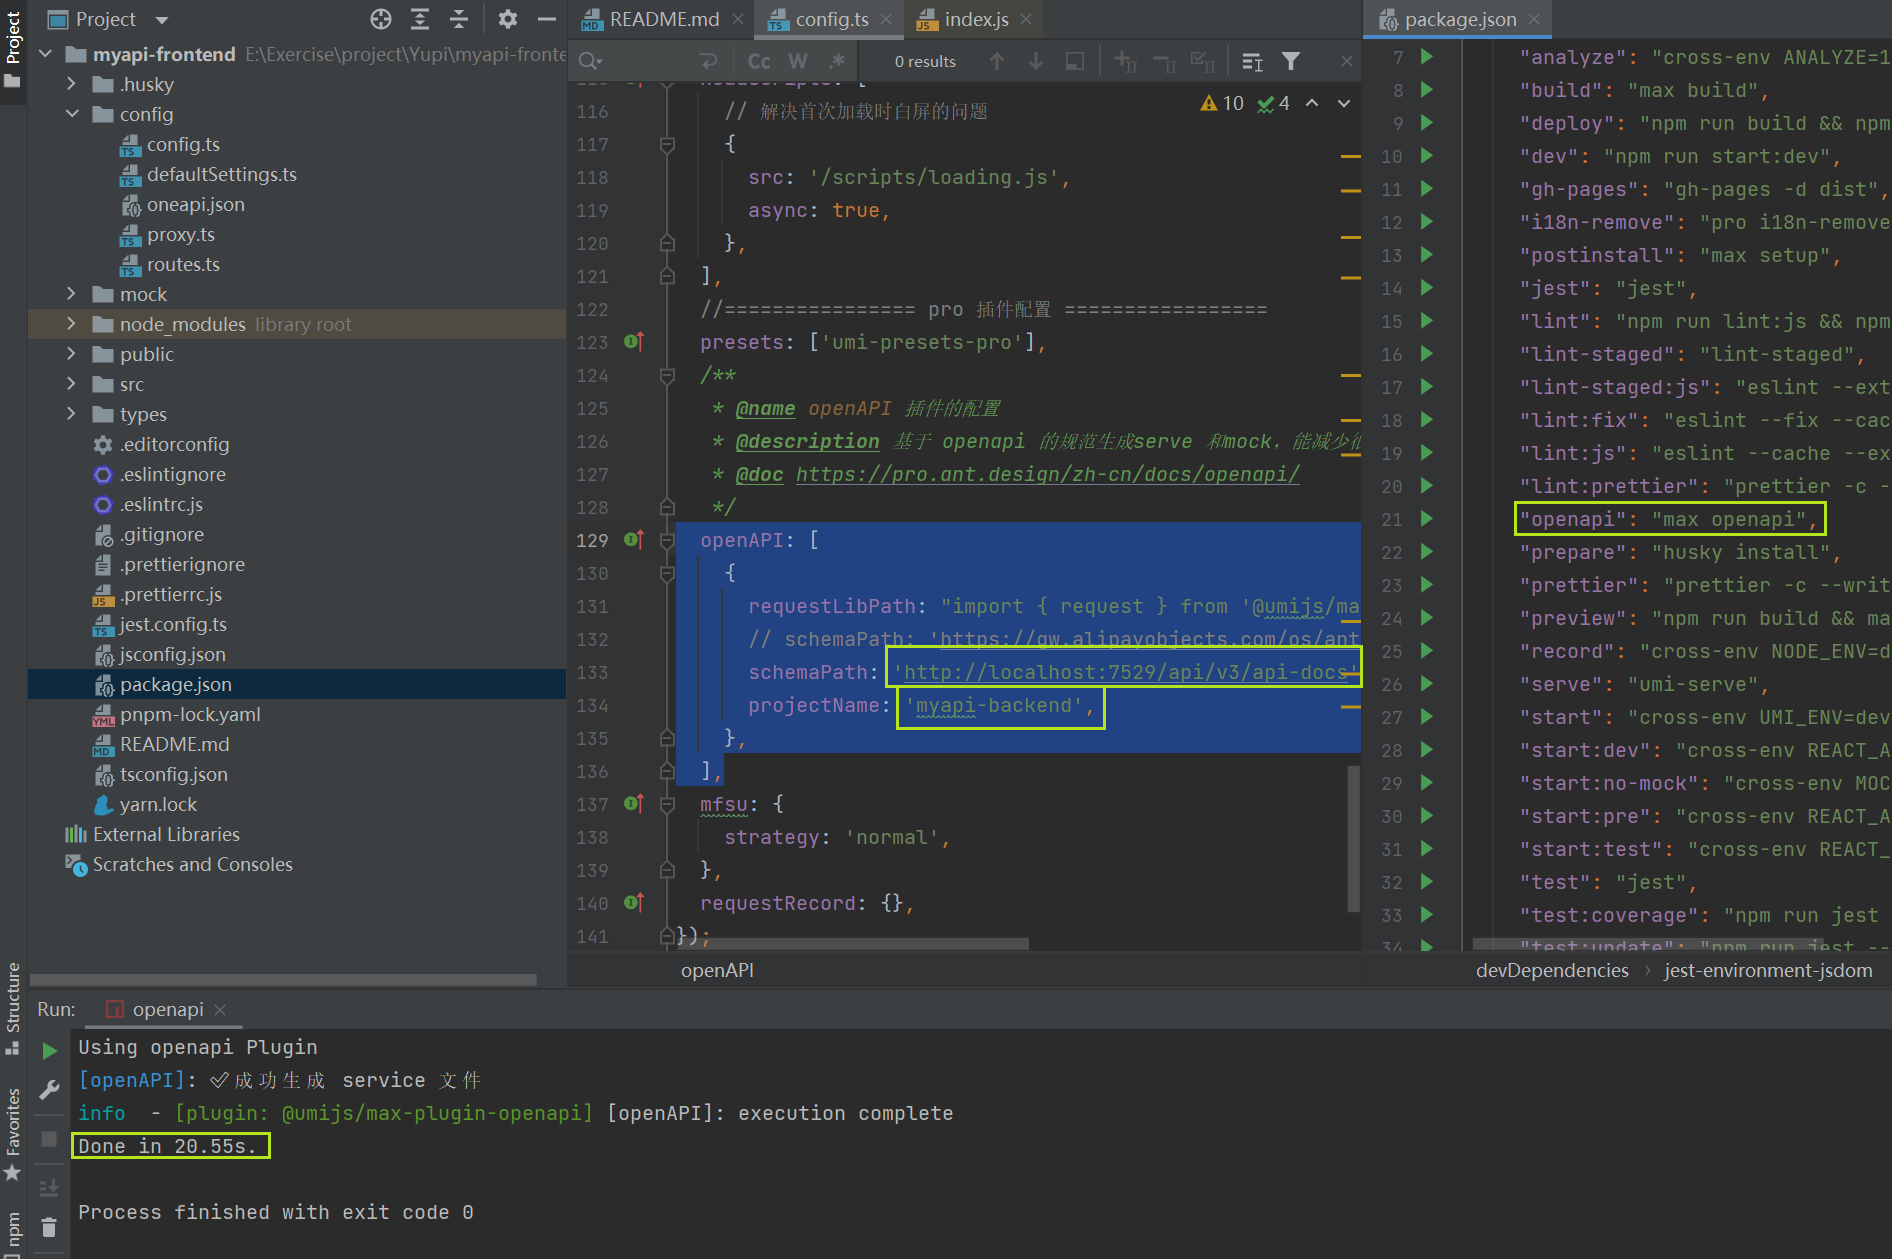 Project
Project
myapi-frontend E:\Exercise\project\Yupi\myapi-fronte
.husky
config
config.ts
defaultSettings.ts
oneapi.json
proxy.ts
routes.ts
mock
node_modules library root
public
src
types
.editorconfig
.eslintignore
.eslintrc.js
.gitignore
.prettierignore
.prettierrc.js
jest.config.ts
jsconfig.json
package.json
pnpm-lock.yaml
README.md
tsconfig.json
yarn.lock
External Libraries
Scratches and Consoles
README.md
config.ts
index.js
Cc W .* 0 results
10 4
116 // 解决首次加载时白屏的问题
117 {
118 src: '/scripts/loading.js',
119 async: true,
120 },
121 ],
122 //================ pro 插件配置 =================
123 presets: ['umi-presets-pro'],
124 /**
125 * @name openAPI 插件的配置
126 * @description 基于 openapi 的规范生成serve 和mock，能减少
127 * @doc https://pro.ant.design/zh-cn/docs/openapi/
128 */
129 openAPI: [
130 {
131 requestLibPath: "import { request } from '@umijs/ma
132 // schemaPath: 'https://gw.alipayobjects.com/os/ant
133 schemaPath: 'http://localhost:7529/api/v3/api-docs'
134 projectName: 'myapi-backend',
135 },
136 ],
137 mfsu: {
138 strategy: 'normal',
139 },
140 requestRecord: {},
141 });
openAPI
package.json
7 "analyze": "cross-env ANALYZE=1
8 "build": "max build",
9 "deploy": "npm run build && npm
10 "dev": "npm run start:dev",
11 "gh-pages": "gh-pages -d dist",
12 "i18n-remove": "pro i18n-remove
13 "postinstall": "max setup",
14 "jest": "jest",
15 "lint": "npm run lint:js && npm
16 "lint-staged": "lint-staged",
17 "lint-staged:js": "eslint --ext
18 "lint:fix": "eslint --fix --cac
19 "lint:js": "eslint --cache --ex
20 "lint:prettier": "prettier -c -
21 "openapi": "max openapi",
22 "prepare": "husky install",
23 "prettier": "prettier -c --writ
24 "preview": "npm run build && ma
25 "record": "cross-env NODE_ENV=d
26 "serve": "umi-serve",
27 "start": "cross-env UMI_ENV=dev
28 "start:dev": "cross-env REACT_A
29 "start:no-mock": "cross-env MOC
30 "start:pre": "cross-env REACT_A
31 "start:test": "cross-env REACT_
32 "test": "jest",
33 "test:coverage": "npm run jest
34 "test:update": "npm run jest --
devDependencies › jest-environment-jsdom
Structure
Favorites
npm
Run: openapi
Using openapi Plugin
[openAPI]: ✅成功生成 service 文件
info - [plugin: @umijs/max-plugin-openapi] [openAPI]: execution complete
Done in 20.55s.
Process finished with exit code 0